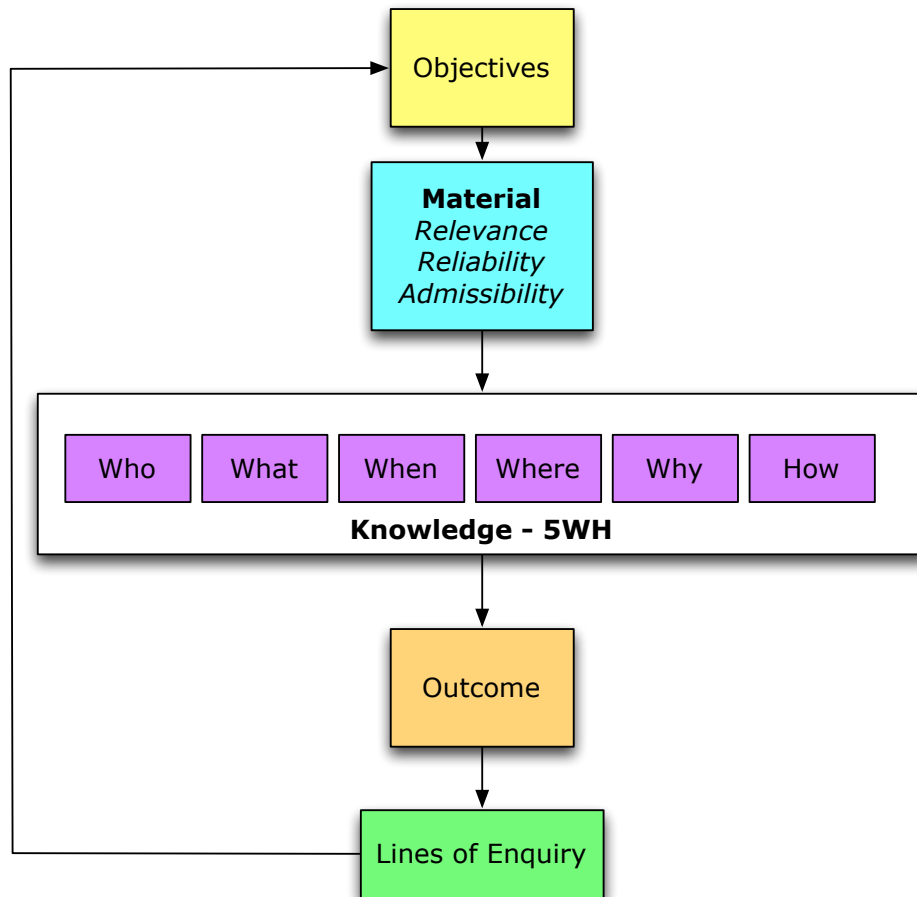 Objectives
Material
Relevance
Reliability
Admissibility
Who What When Where Why How
Knowledge - 5WH
Outcome
Lines of Enquiry